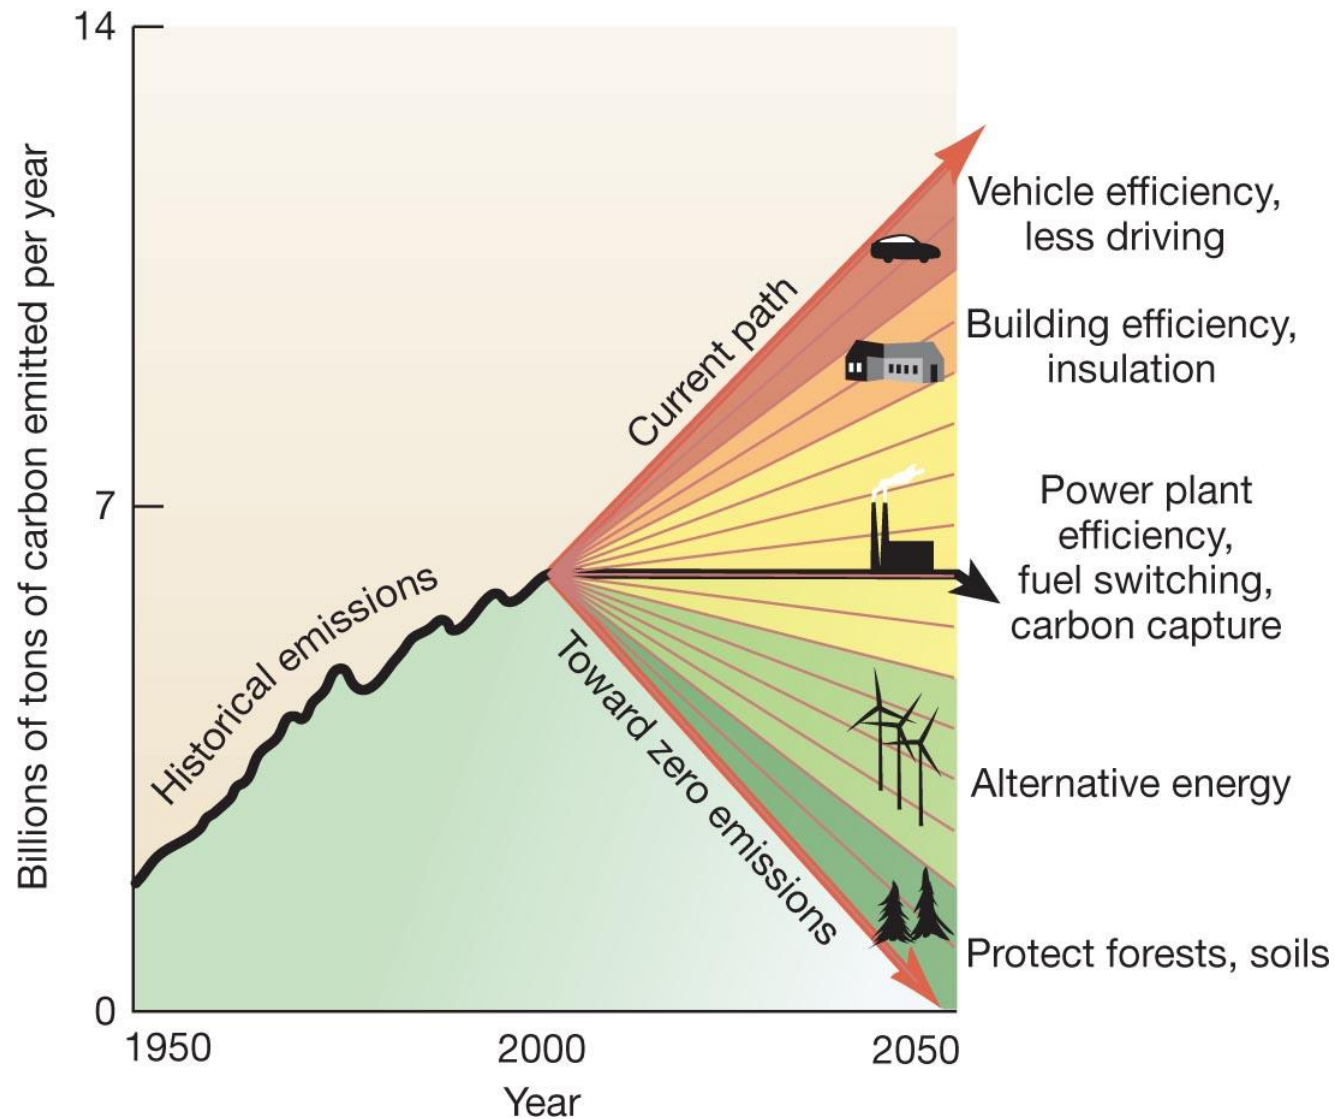 14
7
0
Billions of tons of carbon emitted per year
1950
2000
2050
Year
Historical emissions
Current path
Toward zero emissions
Vehicle efficiency,
less driving
Building efficiency,
insulation
Power plant
efficiency,
fuel switching,
carbon capture
Alternative energy
Protect forests, soils